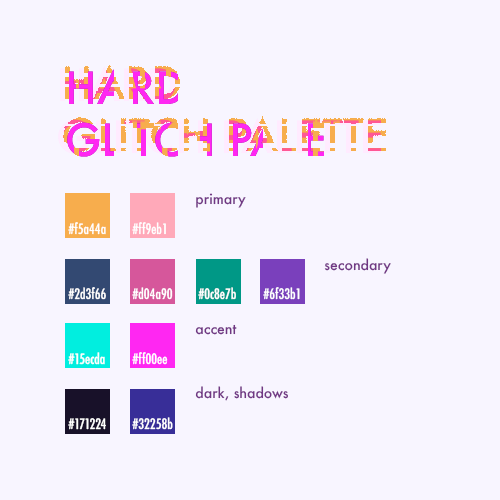 HARD
GLITCH PALETTE
#f5a44a #ff9eb1 primary
#2d3f66 #d04a90 #0c8e7b #6f33b1 secondary
#15ecda #ff00ee accent
#171224 #32258b dark, shadows